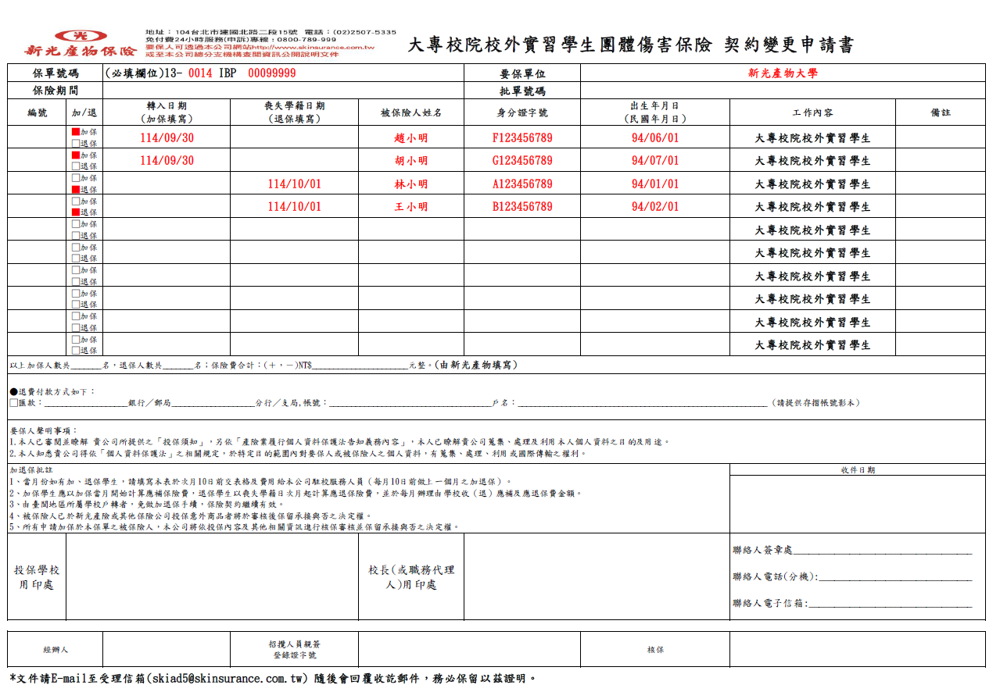 光
新光產物保險
地址：104台北市建國北路二段15號 電話：(02)2507-5335
免付費24小時服務(申訴)專線：0800-789-999
要保人可透過本公司網站http://www.skinsurance.com.tw
或至本公司總分支機構查閱資訊公開說明文件
大專校院校外實習學生團體傷害保險 契約變更申請書
保單號碼 (必填欄位)13- 0014 IBP 00099999 要保單位 新光產物大學
保險期間 批單號碼
編號 加/退 轉入日期 (加保填寫) 喪失學籍日期 (退保填寫) 被保險人姓名 身分證字號 出生年月日 (民國年月日) 工作內容 備註
■加保 □退保 114/09/30 趙小明 F123456789 94/06/01 大專校院校外實習學生
■加保 □退保 114/09/30 胡小明 G123456789 94/07/01 大專校院校外實習學生
□加保 ■退保 114/10/01 林小明 A123456789 94/01/01 大專校院校外實習學生
□加保 ■退保 114/10/01 王小明 B123456789 94/02/01 大專校院校外實習學生
□加保 □退保 大專校院校外實習學生
□加保 □退保 大專校院校外實習學生
□加保 □退保 大專校院校外實習學生
□加保 □退保 大專校院校外實習學生
□加保 □退保 大專校院校外實習學生
□加保 □退保 大專校院校外實習學生
以上加保人數共_______名，退保人數共_______名；保險費合計：(＋，－)NT$______________________元整。(由新光產物填寫)
●退費付款方式如下：
□匯款：___________________銀行／郵局___________________分行／支局,帳號：_____________________________________戶名：_________________________________________________________（請提供存摺帳號影本）
要保人聲明事項：
1.本人已審閱並瞭解 貴公司所提供之「投保須知」，另依「產險業履行個人資料保護法告知義務內容」，本人已瞭解貴公司蒐集、處理及利用本人個人資料之目的及用途。
2.本人知悉貴公司得依「個人資料保護法」之相關規定，於特定目的範圍內對要保人或被保險人之個人資料，有蒐集、處理、利用或國際傳輸之權利。
加退保批註 收件日期
1、當月份如有加、退保學生，請填寫本表於次月10日前交表格及費用給本公司駐校服務人員（每月10日前做上一個月之加退保）。
2、加保學生應以加保當月開始計算應補保險費，退保學生以喪失學籍日次月起計算應退保險費，並於每月辦理由學校收（退）應補及應退保費金額。
3、由臺閩地區所屬學校戶轉者，免做加退保手續，保險契約繼續有效。
4、被保險人已於新光產險或其他保險公司投保意外商品者將於審核後保留承接與否之決定權。
5、所有申請加保於本保單之被保險人，本公司將依投保內容及其他相關資訊進行核保審核並保留承接與否之決定權。
投保學校
用印處
校長(或職務代理
人)用印處
聯絡人簽章處
聯絡人電話(分機):
聯絡人電子信箱:
經辦人
招攬人員親簽
登錄證字號
核保
*文件請E-mail至受理信箱(skiad5@skinsurance.com.tw) 隨後會回覆收訖郵件，務必保留以茲證明。